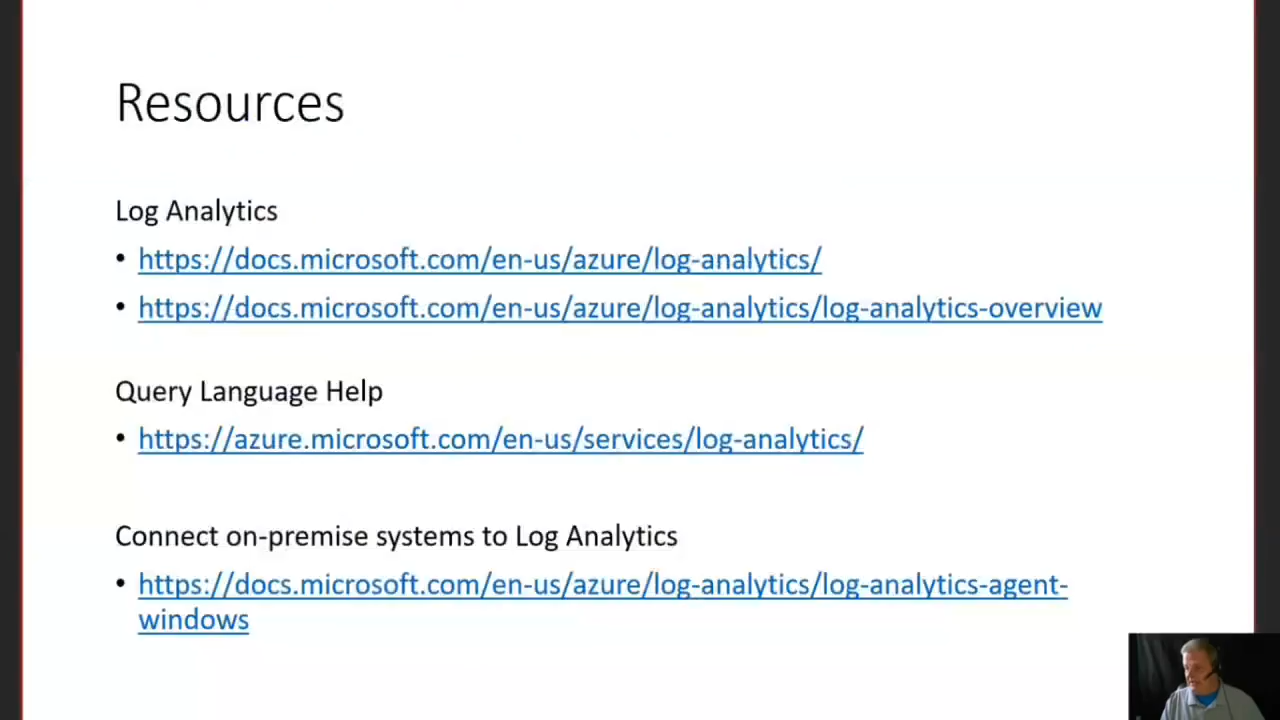 Resources
Log Analytics
• https://docs.microsoft.com/en-us/azure/log-analytics/
• https://docs.microsoft.com/en-us/azure/log-analytics/log-analytics-overview
Query Language Help
• https://azure.microsoft.com/en-us/services/log-analytics/
Connect on-premise systems to Log Analytics
• https://docs.microsoft.com/en-us/azure/log-analytics/log-analytics-agent-
windows